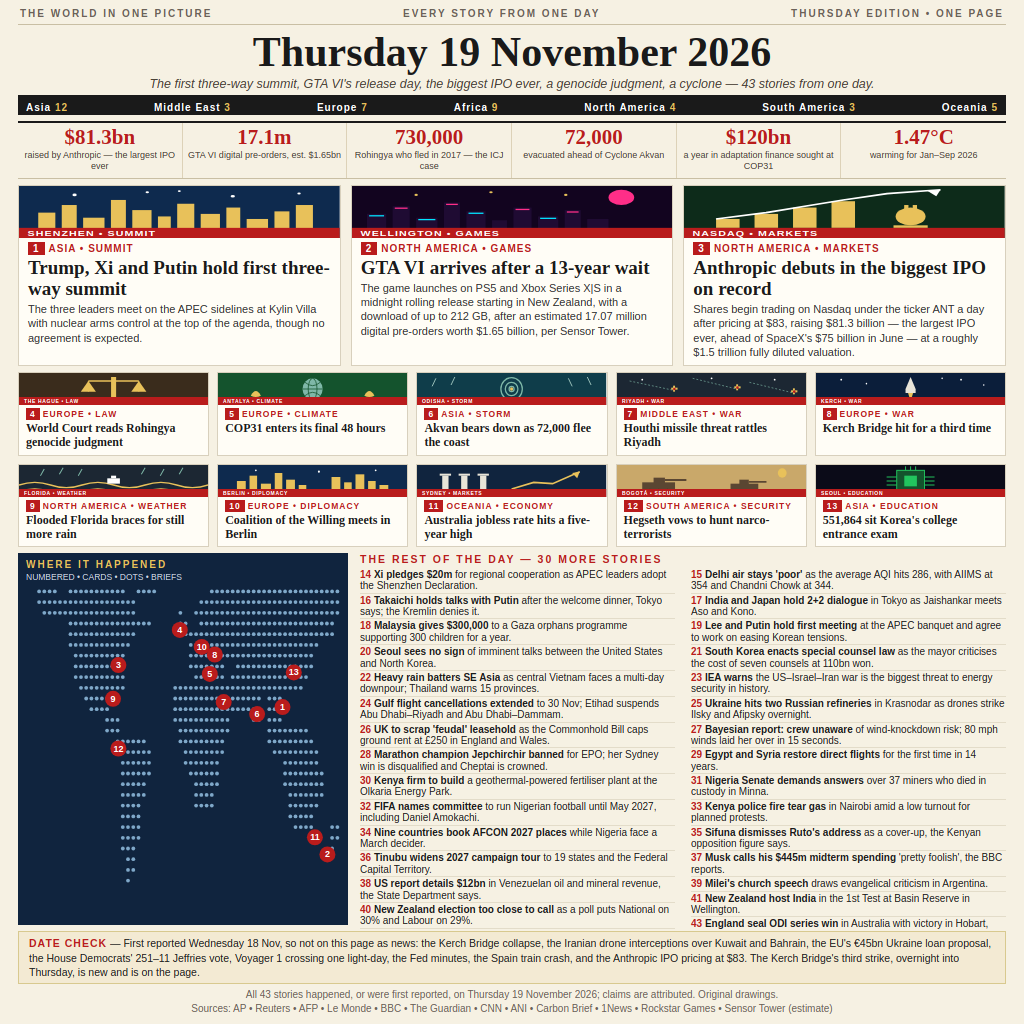 THE WORLD IN ONE PICTURE
EVERY STORY FROM ONE DAY
THURSDAY EDITION • ONE PAGE
Thursday 19 November 2026
The first three-way summit, GTA VI's release day, the biggest IPO ever, a genocide judgment, a cyclone — 43 stories from one day.
Asia 12
Middle East 3
Europe 7
Africa 9
North America 4
South America 3
Oceania 5
$81.3bn
raised by Anthropic — the largest IPO
ever
17.1m
GTA VI digital pre-orders, est. $1.65bn
730,000
Rohingya who fled in 2017 — the ICJ
case
72,000
evacuated ahead of Cyclone Akvan
$120bn
a year in adaptation finance sought at
COP31
1.47°C
warming for Jan–Sep 2026
SHENZHEN • SUMMIT
1 ASIA • SUMMIT
Trump, Xi and Putin hold first three-
way summit
The three leaders meet on the APEC sidelines at Kylin Villa
with nuclear arms control at the top of the agenda, though no
agreement is expected.
WELLINGTON • GAMES
2 NORTH AMERICA • GAMES
GTA VI arrives after a 13-year wait
The game launches on PS5 and Xbox Series X|S in a
midnight rolling release starting in New Zealand, with a
download of up to 212 GB, after an estimated 17.07 million
digital pre-orders worth $1.65 billion, per Sensor Tower.
NASDAQ • MARKETS
3 NORTH AMERICA • MARKETS
Anthropic debuts in the biggest IPO
on record
Shares begin trading on Nasdaq under the ticker ANT a day
after pricing at $83, raising $81.3 billion — the largest IPO
ever, ahead of SpaceX's $75 billion in June — at a roughly
$1.5 trillion fully diluted valuation.
THE HAGUE • LAW
4 EUROPE • LAW
World Court reads Rohingya
genocide judgment
ANTALYA • CLIMATE
5 EUROPE • CLIMATE
COP31 enters its final 48 hours
ODISHA • STORM
6 ASIA • STORM
Akvan bears down as 72,000 flee
the coast
RIYADH • WAR
7 MIDDLE EAST • WAR
Houthi missile threat rattles
Riyadh
KERCH • WAR
8 EUROPE • WAR
Kerch Bridge hit for a third time
FLORIDA • WEATHER
9 NORTH AMERICA • WEATHER
Flooded Florida braces for still
more rain
BERLIN • DIPLOMACY
10 EUROPE • DIPLOMACY
Coalition of the Willing meets in
Berlin
SYDNEY • MARKETS
11 OCEANIA • ECONOMY
Australia jobless rate hits a five-
year high
BOGOTÁ • SECURITY
12 SOUTH AMERICA • SECURITY
Hegseth vows to hunt narco-
terrorists
SEOUL • EDUCATION
13 ASIA • EDUCATION
551,864 sit Korea's college
entrance exam
WHERE IT HAPPENED
NUMBERED • CARDS • DOTS • BRIEFS
4
10
8
3
5
13
9
7
6
1
12
11
2
THE REST OF THE DAY — 30 MORE STORIES
14 Xi pledges $20m for regional cooperation as APEC leaders adopt
the Shenzhen Declaration.
15 Delhi air stays 'poor' as the average AQI hits 286, with AIIMS at
354 and Chandni Chowk at 344.
16 Takaichi holds talks with Putin after the welcome dinner, Tokyo
says; the Kremlin denies it.
17 India and Japan hold 2+2 dialogue in Tokyo as Jaishankar meets
Aso and Kono.
18 Malaysia gives $300,000 to a Gaza orphans programme
supporting 300 children for a year.
19 Lee and Putin hold first meeting at the APEC banquet and agree
to work on easing Korean tensions.
20 Seoul sees no sign of imminent talks between the United States
and North Korea.
21 South Korea enacts special counsel law as the mayor criticises
the cost of seven counsels at 110bn won.
22 Heavy rain batters SE Asia as central Vietnam faces a multi-day
downpour; Thailand warns 15 provinces.
23 IEA warns the US–Israel–Iran war is the biggest threat to energy
security in history.
24 Gulf flight cancellations extended to 30 Nov; Etihad suspends
Abu Dhabi–Riyadh and Abu Dhabi–Dammam.
25 Ukraine hits two Russian refineries in Krasnodar as drones strike
Ilsky and Afipsky overnight.
26 UK to scrap 'feudal' leasehold as the Commonhold Bill caps
ground rent at £250 in England and Wales.
27 Bayesian report: crew unaware of wind-knockdown risk; 80 mph
winds laid her over in 15 seconds.
28 Marathon champion Jepchirchir banned for EPO; her Sydney
win is disqualified and Cheptai is crowned.
29 Egypt and Syria restore direct flights for the first time in 14
years.
30 Kenya firm to build a geothermal-powered fertiliser plant at the
Olkaria Energy Park.
31 Nigeria Senate demands answers over 37 miners who died in
custody in Minna.
32 FIFA names committee to run Nigerian football until May 2027,
including Daniel Amokachi.
33 Kenya police fire tear gas in Nairobi amid a low turnout for
planned protests.
34 Nine countries book AFCON 2027 places while Nigeria face a
March decider.
35 Sifuna dismisses Ruto's address as a cover-up, the Kenyan
opposition figure says.
36 Tinubu widens 2027 campaign tour to 19 states and the Federal
Capital Territory.
37 Musk calls his $445m midterm spending 'pretty foolish', the BBC
reports.
38 US report details $12bn in Venezuelan oil and mineral revenue,
the State Department says.
39 Milei's church speech draws evangelical criticism in Argentina.
40 New Zealand election too close to call as a poll puts National on
30% and Labour on 29%.
41 New Zealand host India in the 1st Test at Basin Reserve in
Wellington.
43 England seal ODI series win in Australia with victory in Hobart,
DATE CHECK — First reported Wednesday 18 Nov, so not on this page as news: the Kerch Bridge collapse, the Iranian drone interceptions over Kuwait and Bahrain, the EU's €45bn Ukraine loan proposal,
the House Democrats' 251–11 Jeffries vote, Voyager 1 crossing one light-day, the Fed minutes, the Spain train crash, and the Anthropic IPO pricing at $83. The Kerch Bridge's third strike, overnight into
Thursday, is new and is on the page.
All 43 stories happened, or were first reported, on Thursday 19 November 2026; claims are attributed. Original drawings.
Sources: AP • Reuters • AFP • Le Monde • BBC • The Guardian • CNN • ANI • Carbon Brief • 1News • Rockstar Games • Sensor Tower (estimate)